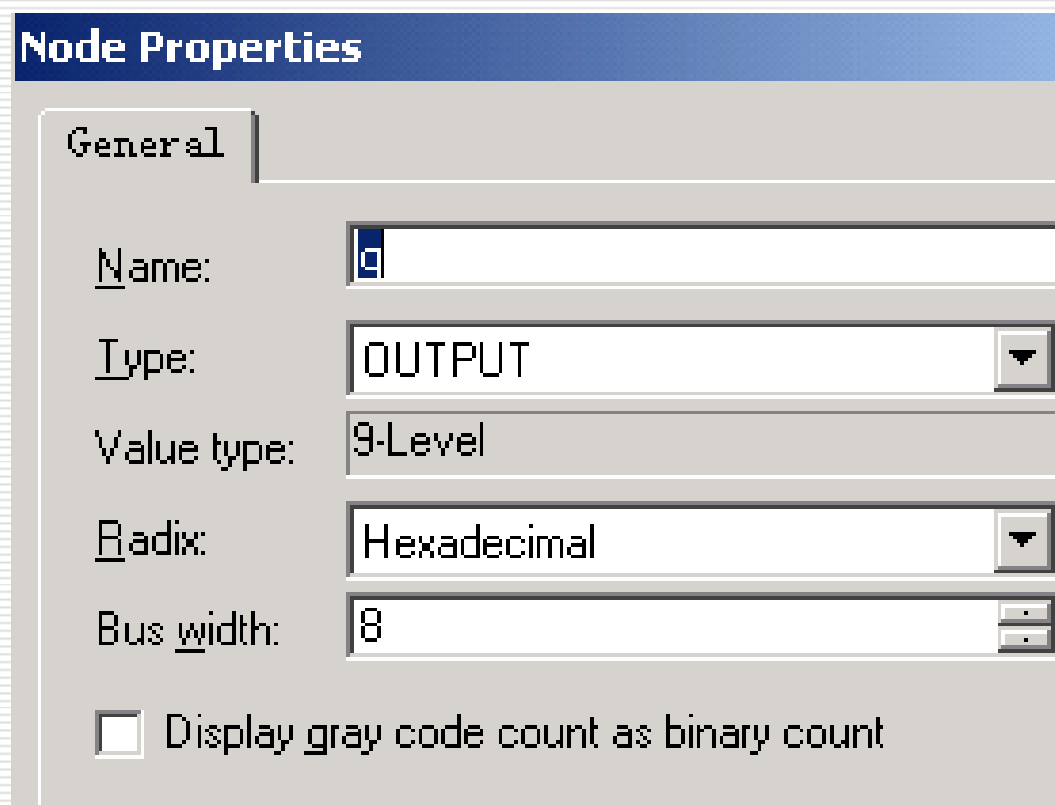 Node Properties
General
Name: q
Type: OUTPUT
Value type: 9-Level
Radix: Hexadecimal
Bus width: 8
Display gray code count as binary count